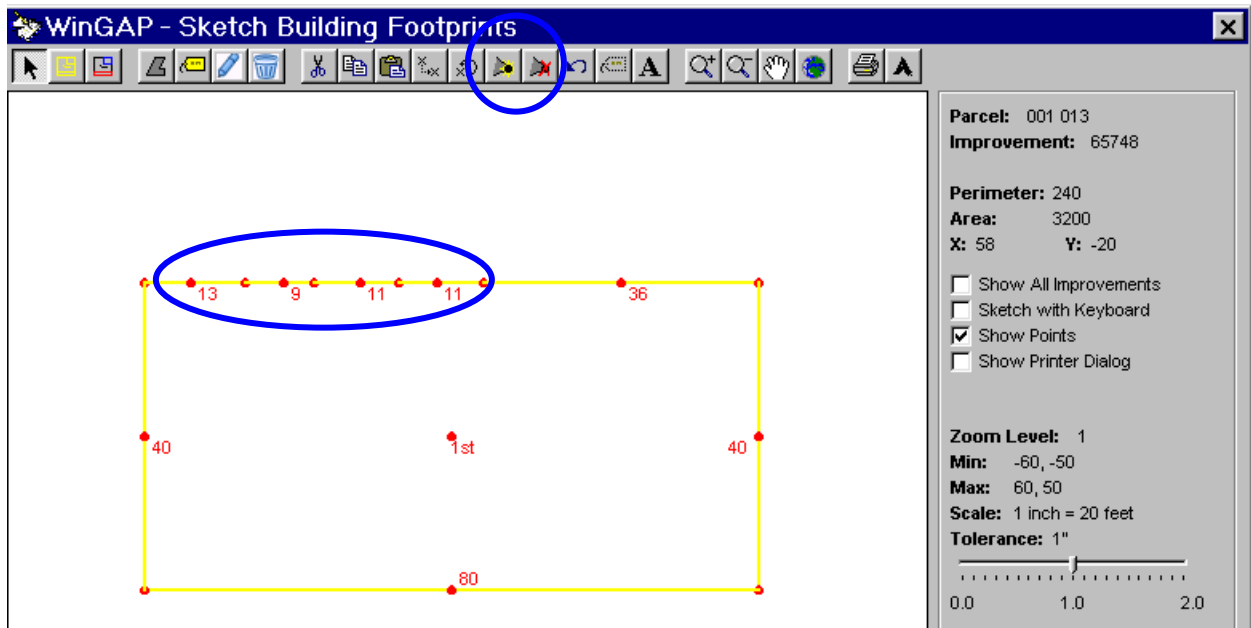 WinGAP - Sketch Building Footprints
A
Parcel: 001 013
Improvement: 65748
Perimeter: 240
Area: 3200
X: 58 Y: -20
Show All Improvements
Sketch with Keyboard
Show Points
Show Printer Dialog
13 9 11 11 36
40 1st 40
80
Zoom Level: 1
Min: -60, -50
Max: 60, 50
Scale: 1 inch = 20 feet
Tolerance: 1"
0.0 1.0 2.0